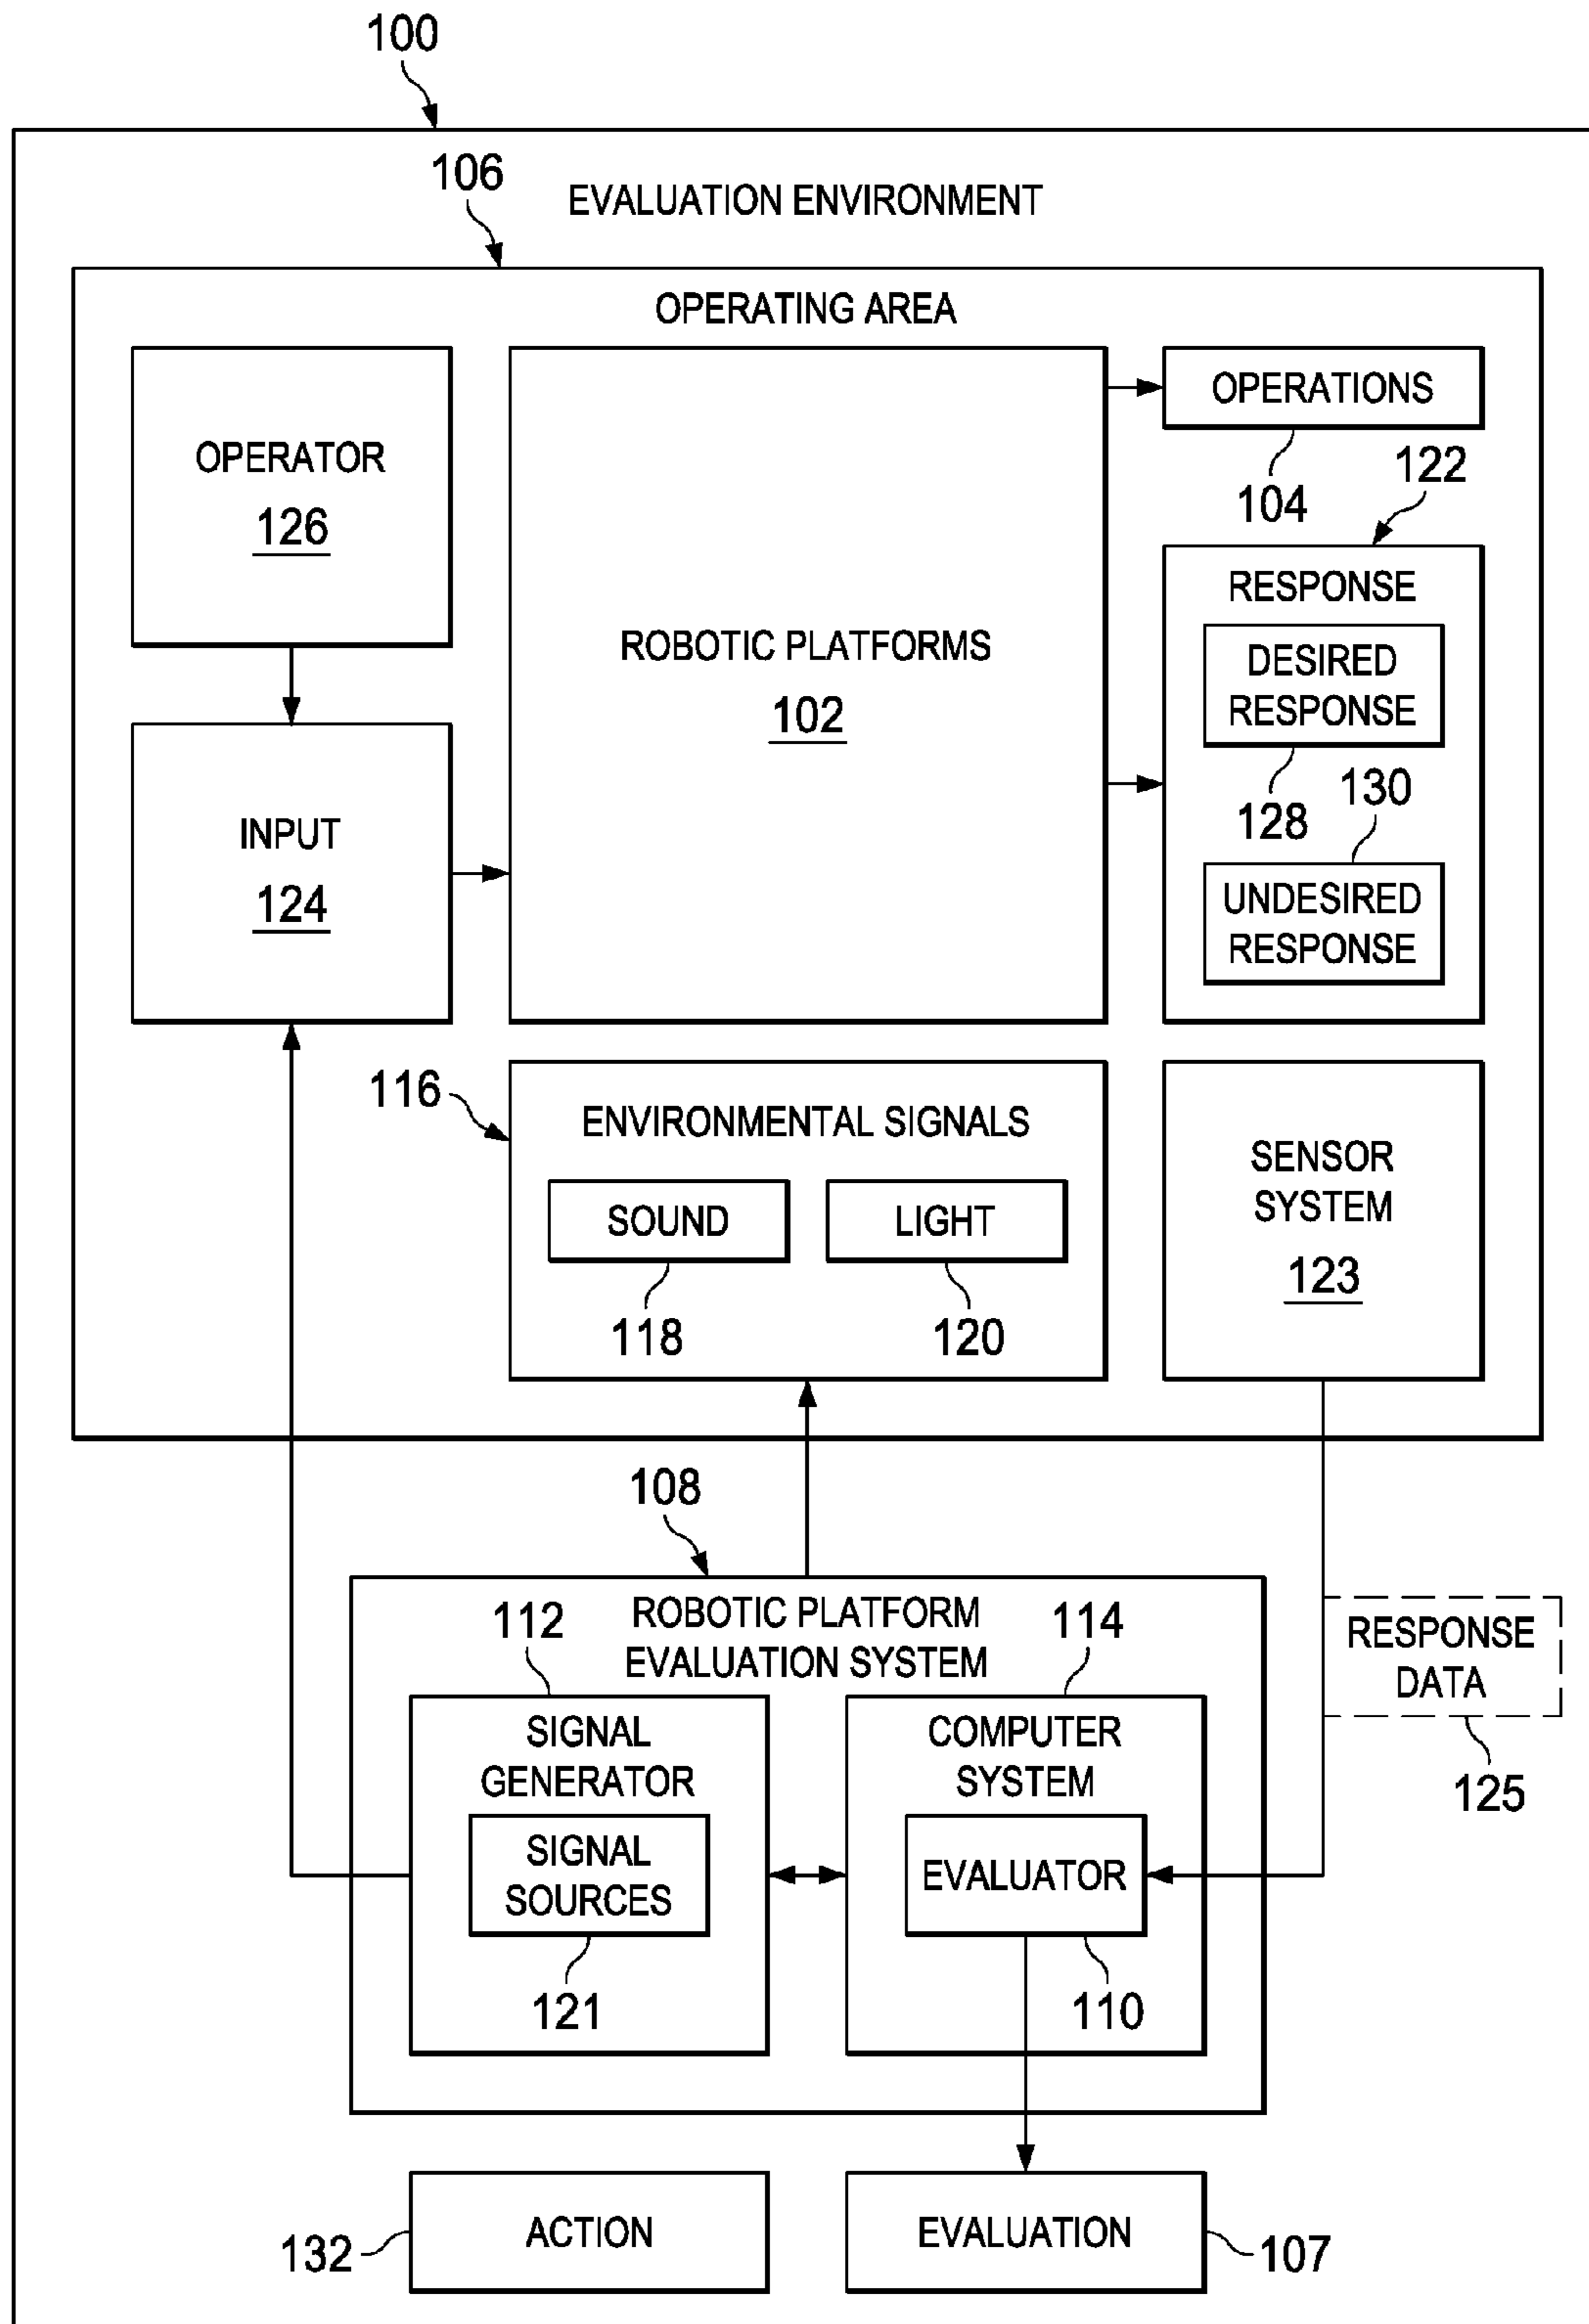 100
106
EVALUATION ENVIRONMENT
OPERATING AREA
OPERATOR
126
ROBOTIC PLATFORMS
102
OPERATIONS
104
122
RESPONSE
DESIRED
RESPONSE
128
130
UNDESIRED
RESPONSE
INPUT
124
116
ENVIRONMENTAL SIGNALS
SOUND
LIGHT
118
120
SENSOR
SYSTEM
123
108
ROBOTIC PLATFORM
EVALUATION SYSTEM
112
114
SIGNAL
GENERATOR
SIGNAL
SOURCES
121
COMPUTER
SYSTEM
EVALUATOR
110
RESPONSE
DATA
125
ACTION
132
EVALUATION
107